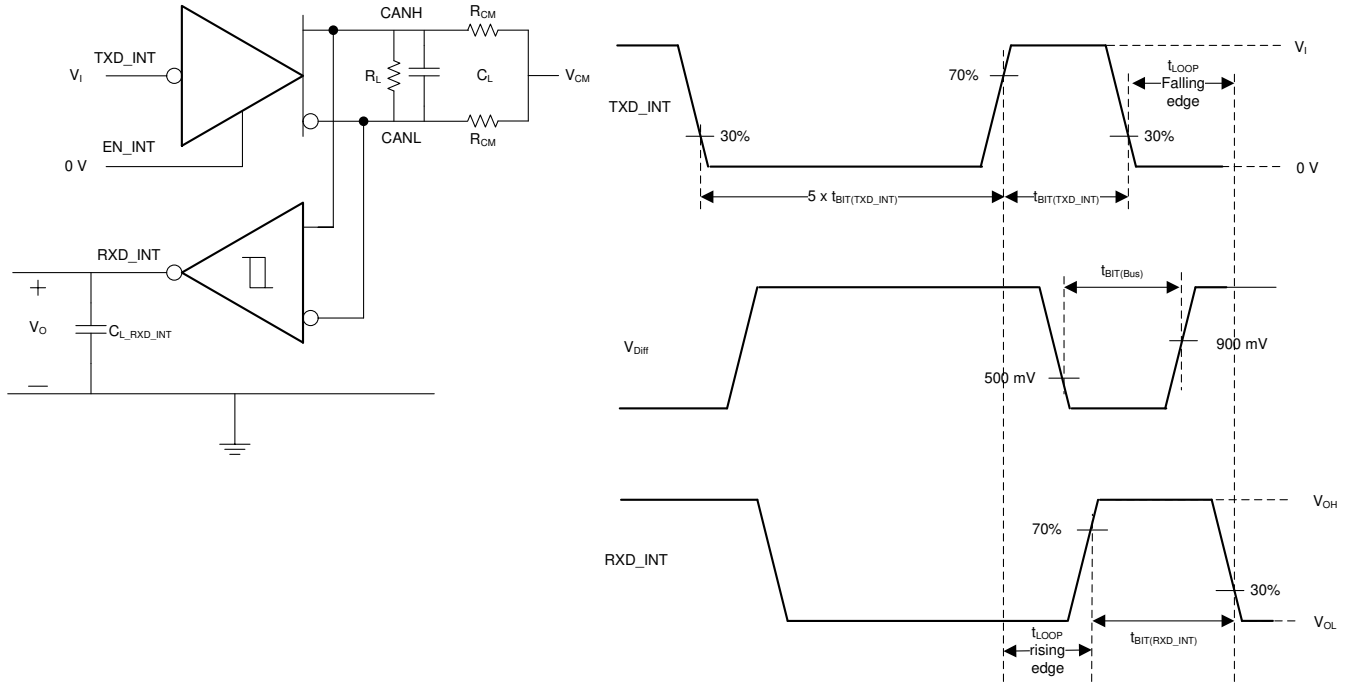 CANH
R_CM
TXD_INT
V_I
R_L
C_L
V_CM
EN_INT
0 V
CANL
R_CM
RXD_INT
+
V_O
C_L_RXD_INT
—
V_I
70%
t_LOOP
Falling
edge
TXD_INT
30%
30%
0 V
5 x t_BIT(TXD_INT)
t_BIT(TXD_INT)
t_BIT(Bus)
V_Diff
900 mV
500 mV
V_OH
70%
RXD_INT
30%
V_OL
t_LOOP
rising
edge
t_BIT(RXD_INT)